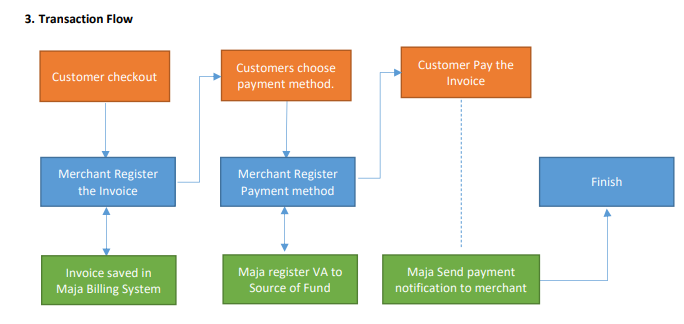 3. Transaction Flow
Customer checkout
Customers choose
payment method.
Customer Pay the
Invoice
Merchant Register
the Invoice
Merchant Register
Payment method
Finish
Invoice saved in
Maja Billing System
Maja register VA to
Source of Fund
Maja Send payment
notification to merchant